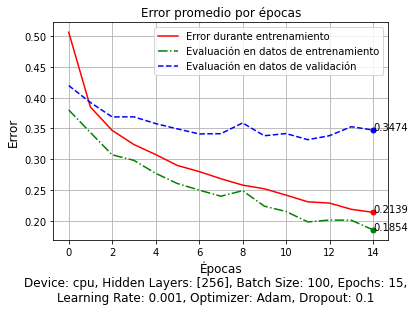 Error promedio por épocas
Error durante entrenamiento
Evaluación en datos de entrenamiento
Evaluación en datos de validación
0.50
0.45
0.40
0.35
0.30
0.25
0.20
Error
0.3474
0.2139
0.1854
0 2 4 6 8 10 12 14
Épocas
Device: cpu, Hidden Layers: [256], Batch Size: 100, Epochs: 15,
Learning Rate: 0.001, Optimizer: Adam, Dropout: 0.1